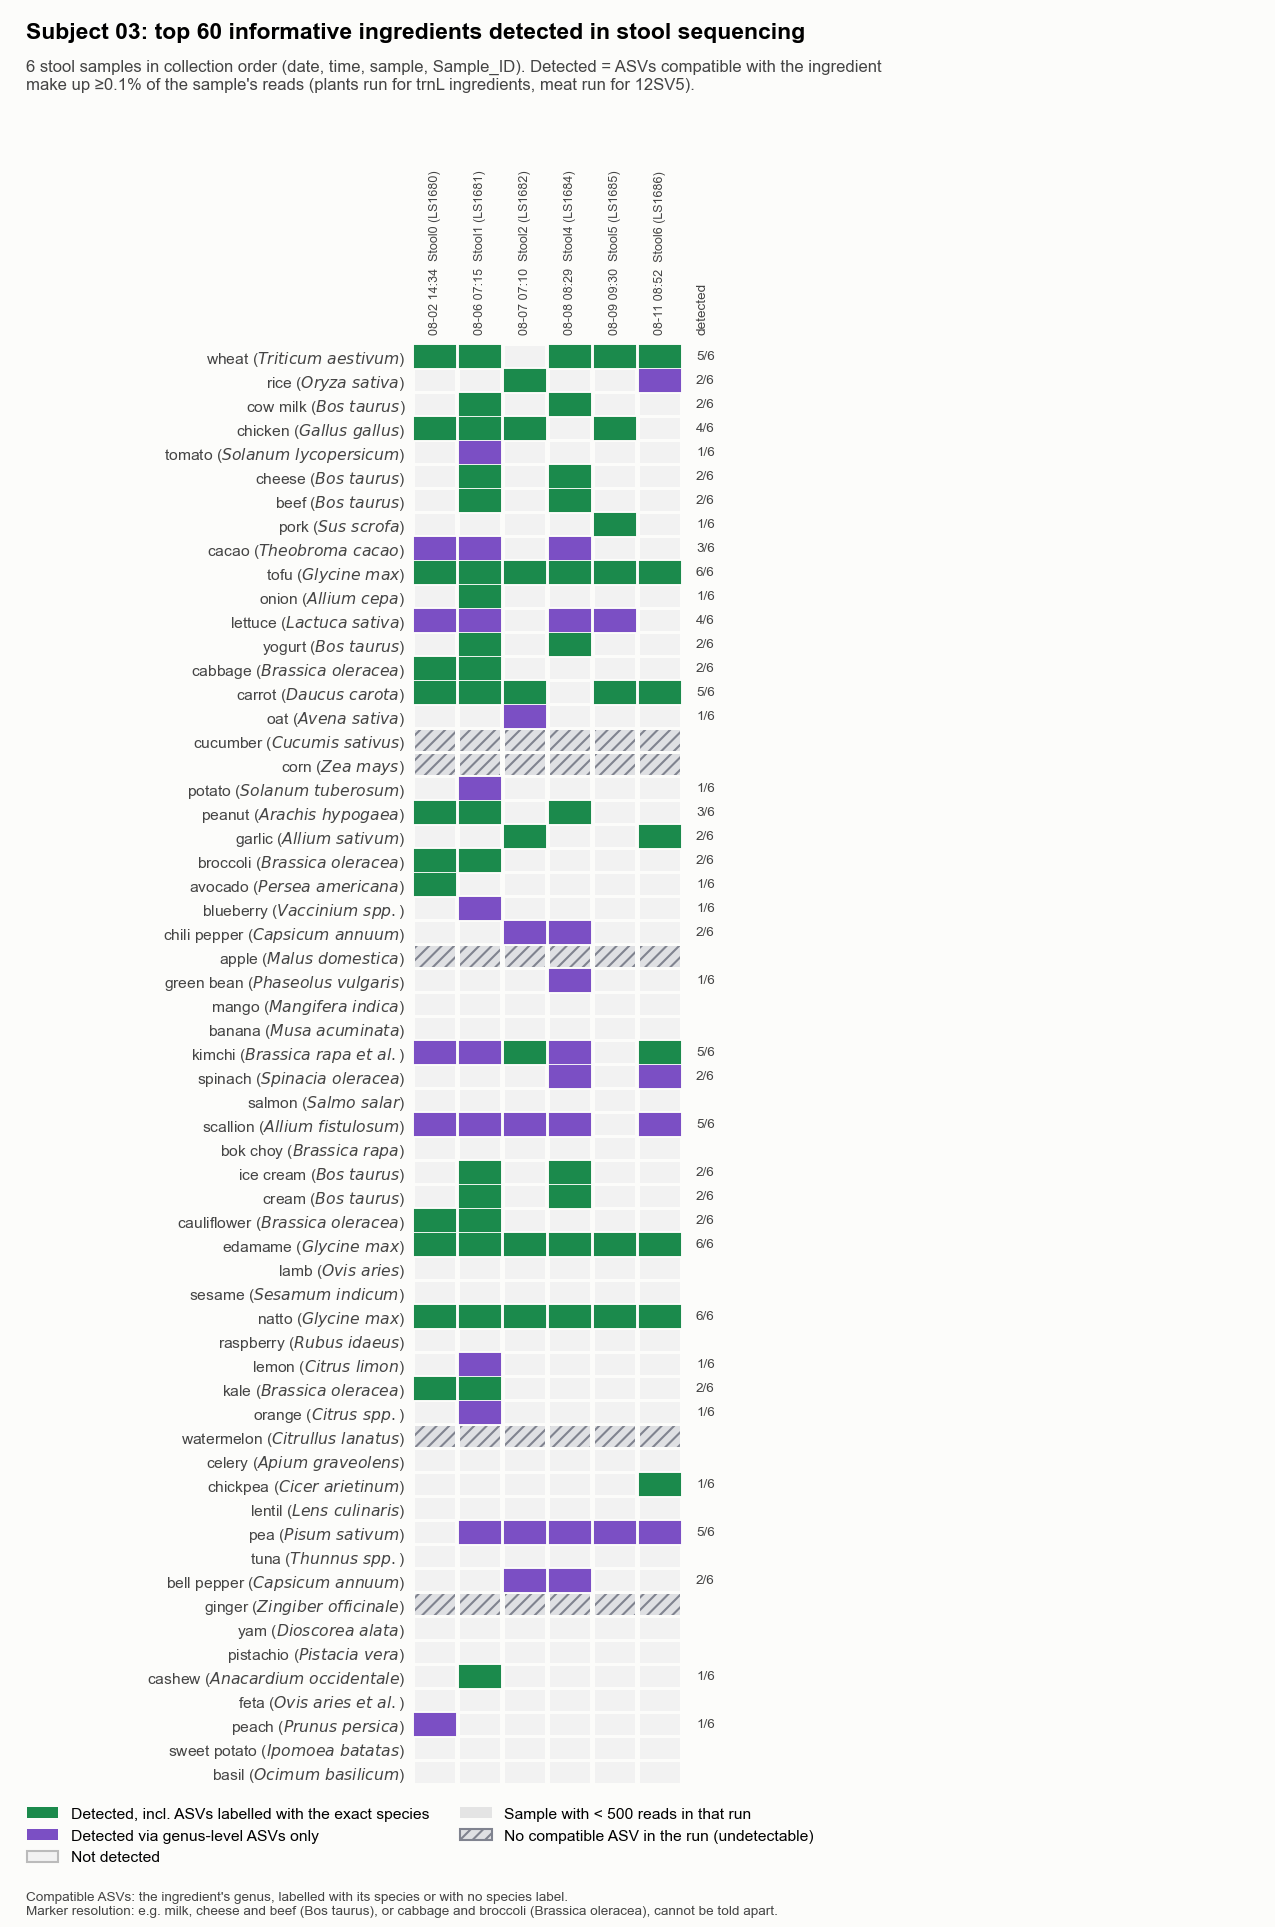 Subject 03: top 60 informative ingredients detected in stool sequencing
6 stool samples in collection order (date, time, sample, Sample_ID). Detected = ASVs compatible with the ingredient
make up ≥0.1% of the sample's reads (plants run for trnL ingredients, meat run for 12SV5).
08-02 14:34 Stool0 (LS1680)
08-06 07:15 Stool1 (LS1681)
08-07 07:10 Stool2 (LS1682)
08-08 08:29 Stool4 (LS1684)
08-09 09:30 Stool5 (LS1685)
08-11 08:52 Stool6 (LS1686)
detected
wheat (Triticum aestivum) 5/6
rice (Oryza sativa) 2/6
cow milk (Bos taurus) 2/6
chicken (Gallus gallus) 4/6
tomato (Solanum lycopersicum) 1/6
cheese (Bos taurus) 2/6
beef (Bos taurus) 2/6
pork (Sus scrofa) 1/6
cacao (Theobroma cacao) 3/6
tofu (Glycine max) 6/6
onion (Allium cepa) 1/6
lettuce (Lactuca sativa) 4/6
yogurt (Bos taurus) 2/6
cabbage (Brassica oleracea) 2/6
carrot (Daucus carota) 5/6
oat (Avena sativa) 1/6
cucumber (Cucumis sativus)
corn (Zea mays)
potato (Solanum tuberosum) 1/6
peanut (Arachis hypogaea) 3/6
garlic (Allium sativum) 2/6
broccoli (Brassica oleracea) 2/6
avocado (Persea americana) 1/6
blueberry (Vaccinium spp. ) 1/6
chili pepper (Capsicum annuum) 2/6
apple (Malus domestica)
green bean (Phaseolus vulgaris) 1/6
mango (Mangifera indica)
banana (Musa acuminata)
kimchi (Brassica rapa et al. ) 5/6
spinach (Spinacia oleracea) 2/6
salmon (Salmo salar)
scallion (Allium fistulosum) 5/6
bok choy (Brassica rapa)
ice cream (Bos taurus) 2/6
cream (Bos taurus) 2/6
cauliflower (Brassica oleracea) 2/6
edamame (Glycine max) 6/6
lamb (Ovis aries)
sesame (Sesamum indicum)
natto (Glycine max) 6/6
raspberry (Rubus idaeus)
lemon (Citrus limon) 1/6
kale (Brassica oleracea) 2/6
orange (Citrus spp. ) 1/6
watermelon (Citrullus lanatus)
celery (Apium graveolens)
chickpea (Cicer arietinum) 1/6
lentil (Lens culinaris)
pea (Pisum sativum) 5/6
tuna (Thunnus spp. )
bell pepper (Capsicum annuum) 2/6
ginger (Zingiber officinale)
yam (Dioscorea alata)
pistachio (Pistacia vera)
cashew (Anacardium occidentale) 1/6
feta (Ovis aries et al. )
peach (Prunus persica) 1/6
sweet potato (Ipomoea batatas)
basil (Ocimum basilicum)
Detected, incl. ASVs labelled with the exact species
Detected via genus-level ASVs only
Not detected
Sample with < 500 reads in that run
No compatible ASV in the run (undetectable)
Compatible ASVs: the ingredient's genus, labelled with its species or with no species label.
Marker resolution: e.g. milk, cheese and beef (Bos taurus), or cabbage and broccoli (Brassica oleracea), cannot be told apart.